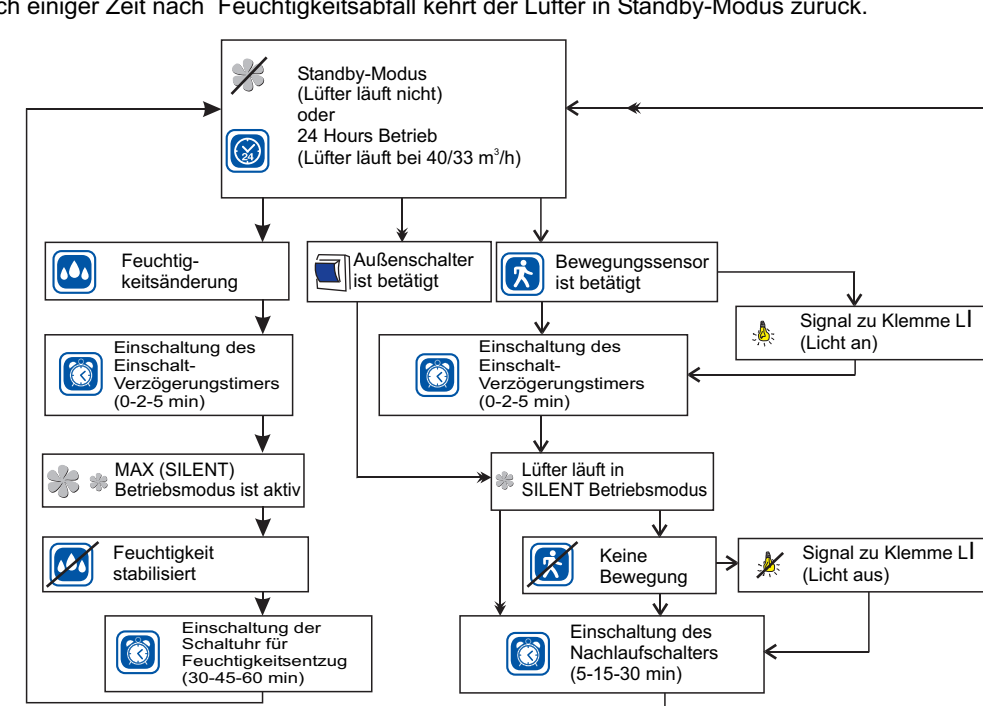 ch einiger Zeit nach Feuchtigkeitsabfall kehrt der Lüfter in Standby-Modus zurück.
Standby-Modus
(Lüfter läuft nicht)
oder
24 Hours Betrieb
(Lüfter läuft bei 40/33 m³/h)
24
Feuchtig-
keitsänderung
Außenschalter
ist betätigt
Bewegungssensor
ist betätigt
Signal zu Klemme LI
(Licht an)
Einschaltung des
Einschalt-
Verzögerungstimers
(0-2-5 min)
Einschaltung des
Einschalt-
Verzögerungstimers
(0-2-5 min)
MAX (SILENT)
Betriebsmodus ist aktiv
Lüfter läuft in
SILENT Betriebsmodus
Feuchtigkeit
stabilisiert
Keine
Bewegung
Signal zu Klemme LI
(Licht aus)
Einschaltung der
Schaltuhr für
Feuchtigkeitsentzug
(30-45-60 min)
Einschaltung des
Nachlaufschalters
(5-15-30 min)